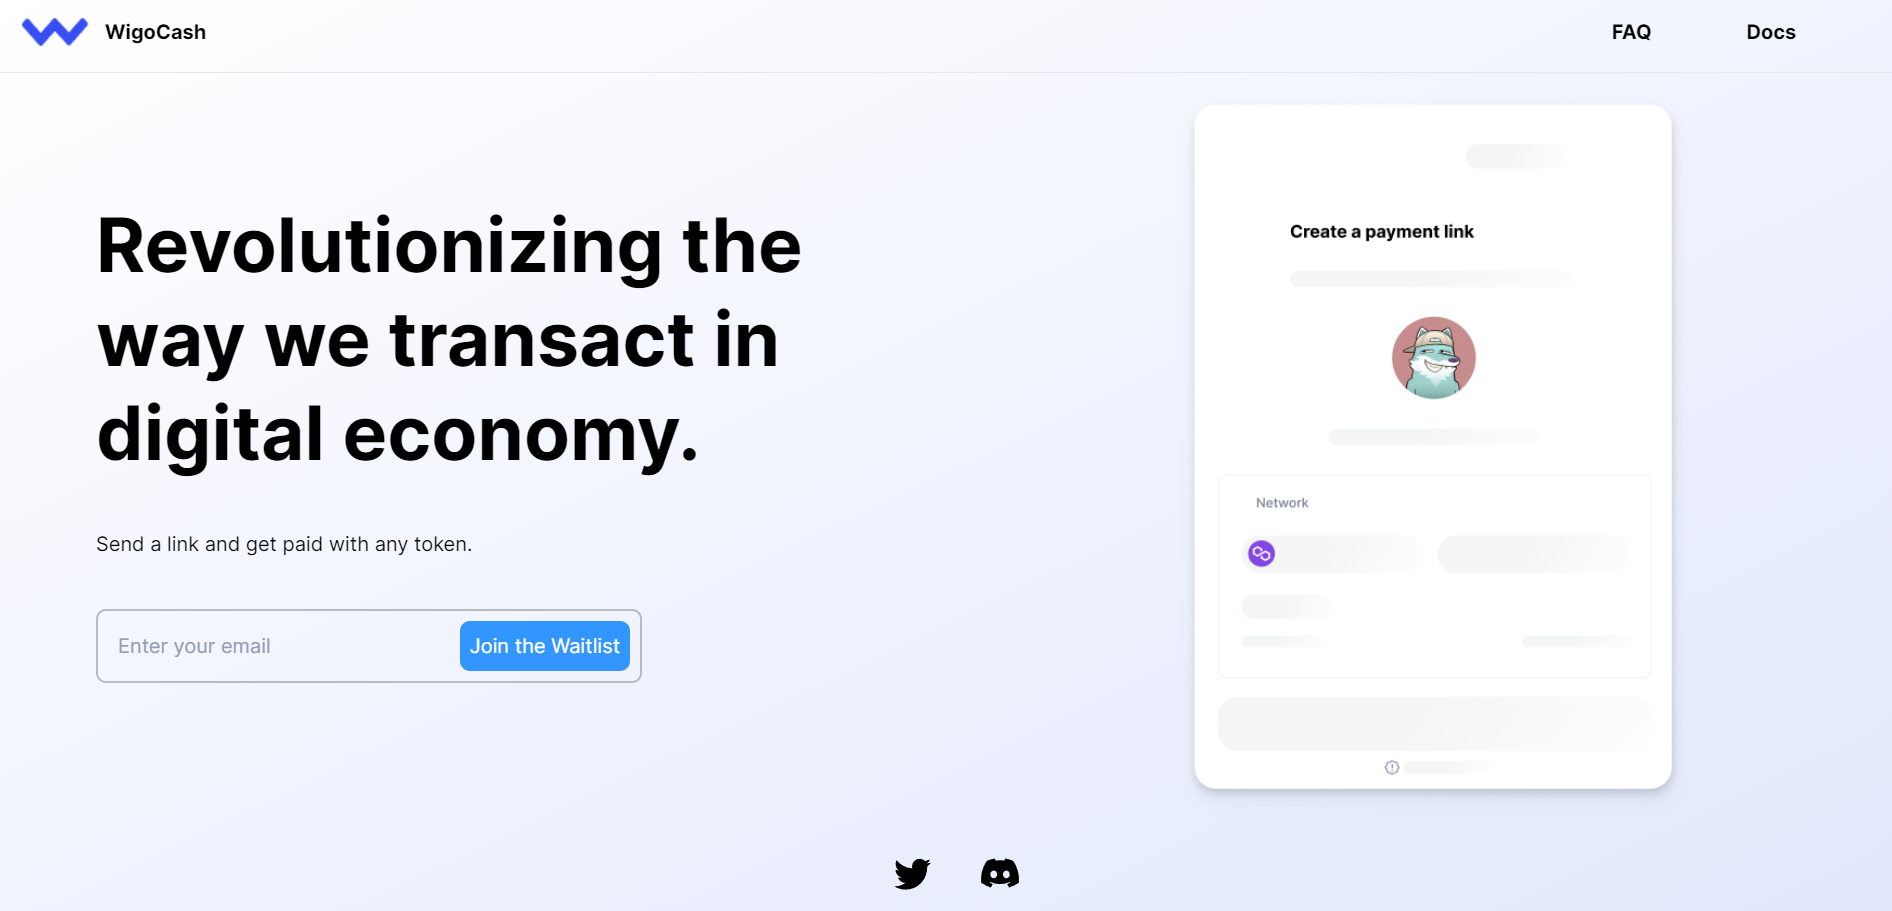 WigoCash
FAQ
Docs
Revolutionizing the
way we transact in
digital economy.
Send a link and get paid with any token.
Enter your email
Join the Waitlist
Create a payment link
Network